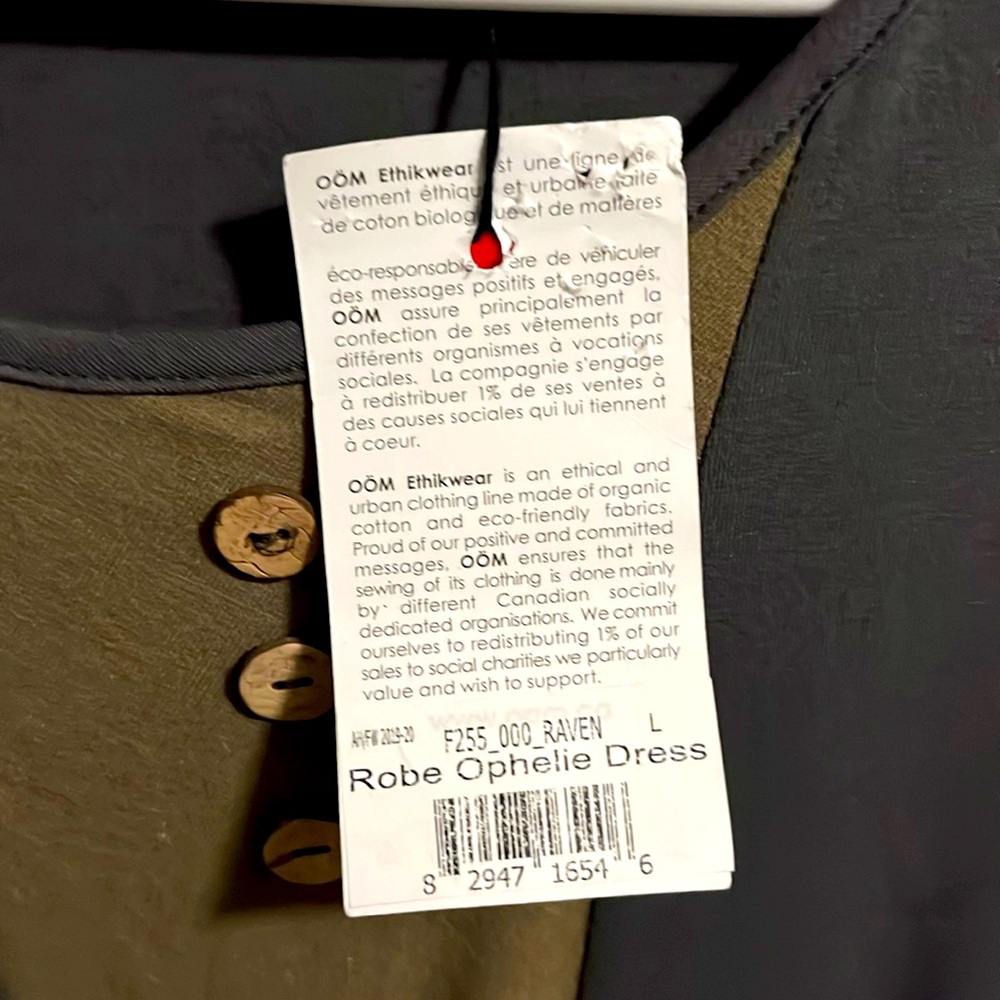 OÖM Ethikwear est une ligne de
vêtement éthique et urbaine faite
de coton biologique et de matières
éco-responsable. Fière de véhiculer
des messages positifs et engagés,
OÖM assure principalement la
confection de ses vêtements par
différents organismes à vocations
sociales. La compagnie s'engage
à redistribuer 1% de ses ventes à
des causes sociales qui lui tiennent
à coeur.
OÖM Ethikwear is an ethical and
urban clothing line made of organic
cotton and eco-friendly fabrics.
Proud of our positive and committed
messages, OÖM ensures that the
sewing of its clothing is done mainly
by different Canadian socially
dedicated organisations. We commit
ourselves to redistributing 1% of our
sales to social charities we particularly
value and wish to support.
2019-20 F255_000_RAVEN L
Robe Ophelie Dress
8 2947 1654 6